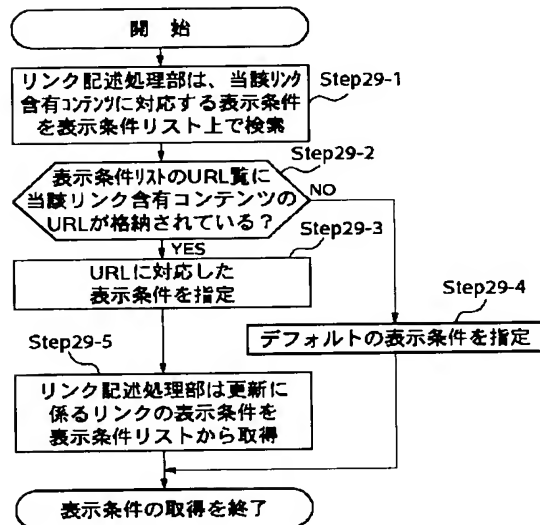 開 始
リンク記述処理部は、当該リンク
含有コンテンツに対応する表示条件
を表示条件リスト上で検索
Step29-1
Step29-2
表示条件リストのURL覧に
当該リンク含有コンテンツの
URLが格納されている？
NO
YES
Step29-3
URLに対応した
表示条件を指定
Step29-4
デフォルトの表示条件を指定
Step29-5
リンク記述処理部は更新に
係るリンクの表示条件を
表示条件リストから取得
表示条件の取得を終了